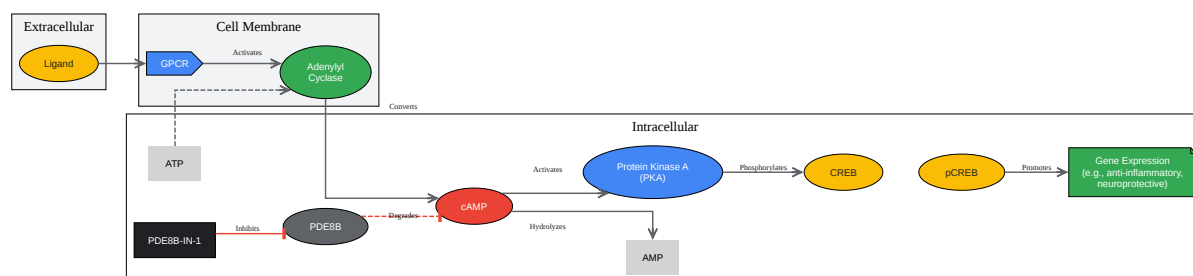 Extracellular
Cell Membrane
Ligand
GPCR
Activates
Adenylyl
Cyclase
Converts
Intracellular
ATP
Activates
Protein Kinase A
(PKA)
Phosphorylates
CREB
pCREB
Promotes
Gene Expression
(e.g., anti-inflammatory,
neuroprotective)
PDE8B-IN-1
Inhibits
PDE8B
Degrades
cAMP
Hydrolyzes
AMP